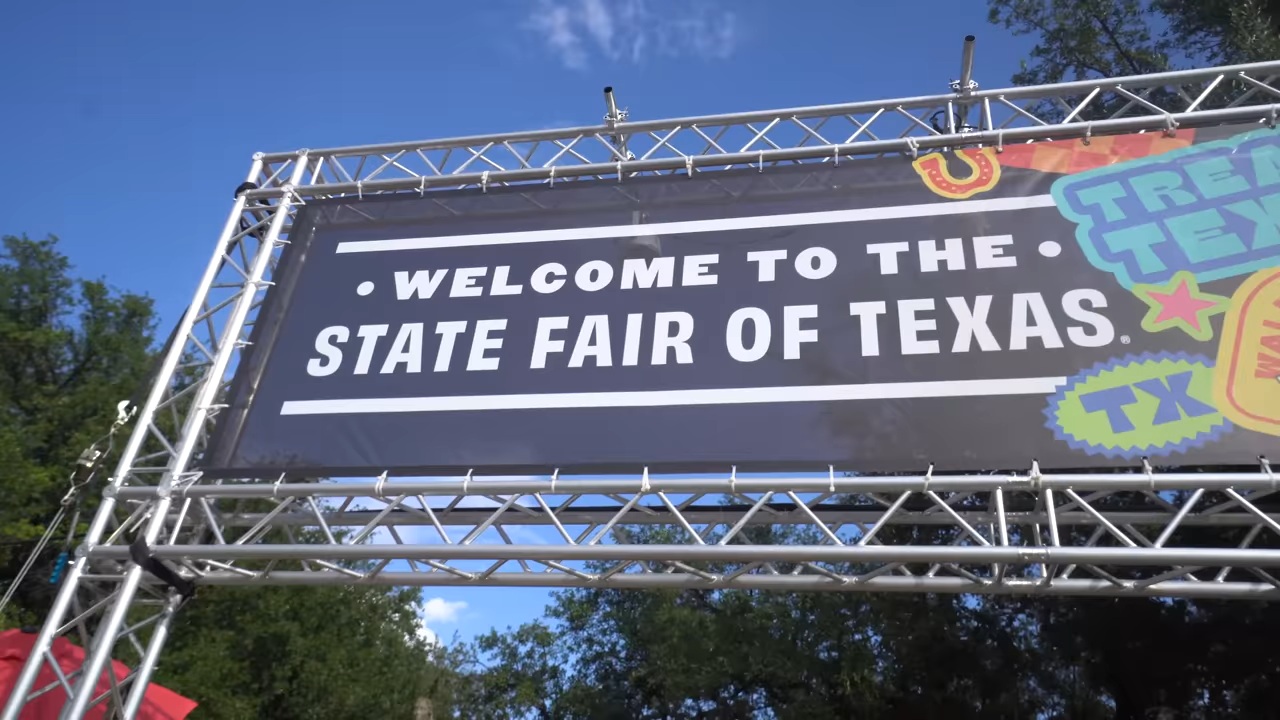 • WELCOME TO THE •
STATE FAIR OF TEXAS®
TX